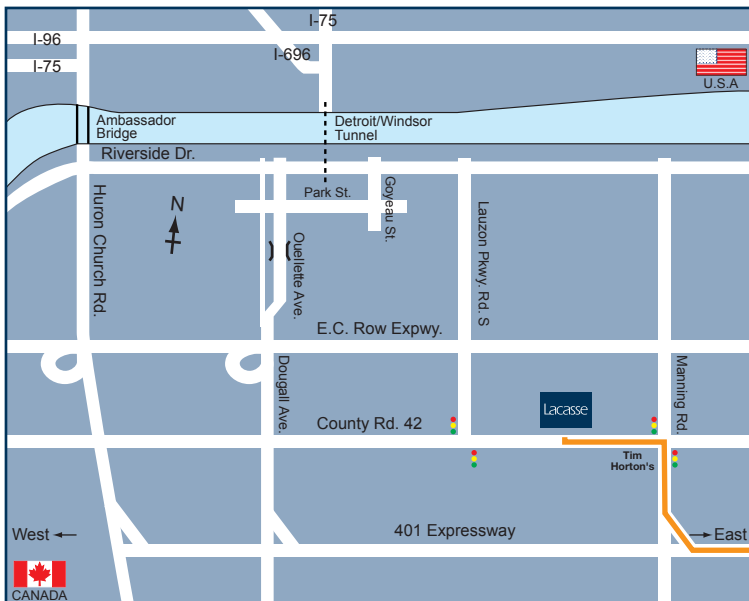 I-75
I-96
I-696
I-75
U.S.A
Ambassador
Bridge
Detroit/Windsor
Tunnel
Riverside Dr.
Park St.
Goyeau St.
N
Huron Church Rd.
Ouellette Ave.
Lauzon Pkwy. Rd. S
E.C. Row Expwy.
Dougall Ave.
Manning Rd.
Lacasse
County Rd. 42
Tim
Horton's
West
401 Expressway
East
CANADA